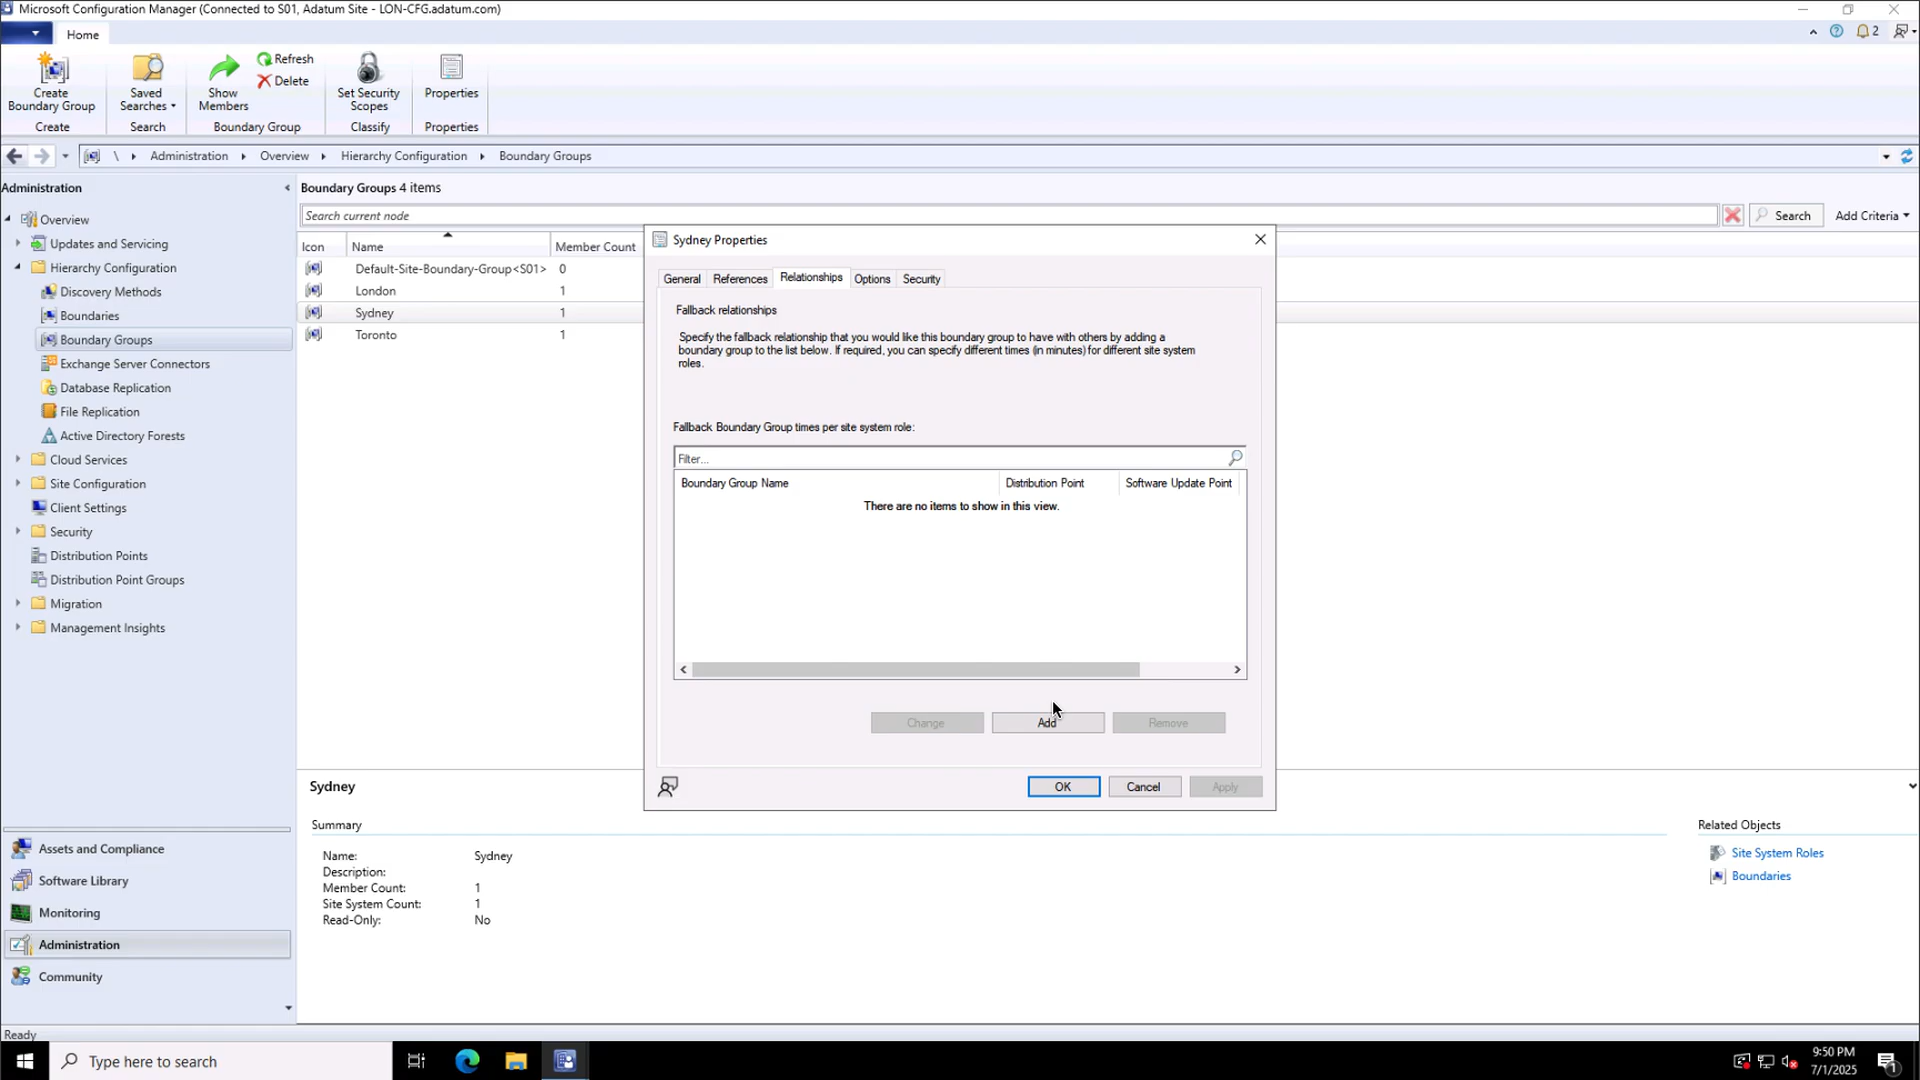 Microsoft Configuration Manager (Connected to S01, Adatum Site - LON-CFG.adatum.com)
Home
2
Create
Boundary Group
Saved
Searches
Show
Members
Refresh
Delete
Set Security
Scopes
Properties
Create
Search
Boundary Group
Classify
Properties
\ Administration Overview Hierarchy Configuration Boundary Groups
Administration
Overview
Updates and Servicing
Hierarchy Configuration
Discovery Methods
Boundaries
Boundary Groups
Exchange Server Connectors
Database Replication
File Replication
Active Directory Forests
Cloud Services
Site Configuration
Client Settings
Security
Distribution Points
Distribution Point Groups
Migration
Management Insights
Assets and Compliance
Software Library
Monitoring
Administration
Community
Boundary Groups 4 items
Search current node
Search
Add Criteria
Icon Name Member Count
Default-Site-Boundary-Group<S01> 0
London 1
Sydney 1
Toronto 1
Sydney Properties
General References Relationships Options Security
Fallback relationships
Specify the fallback relationship that you would like this boundary group to have with others by adding a
boundary group to the list below. If required, you can specify different times (in minutes) for different site system
roles.
Fallback Boundary Group times per site system role:
Filter...
Boundary Group Name Distribution Point Software Update Point
There are no items to show in this view.
Change Add Remove
OK Cancel Apply
Sydney
Summary
Name: Sydney
Description:
Member Count: 1
Site System Count: 1
Read-Only: No
Related Objects
Site System Roles
Boundaries
Ready
Type here to search
9:50 PM
7/1/2025
1